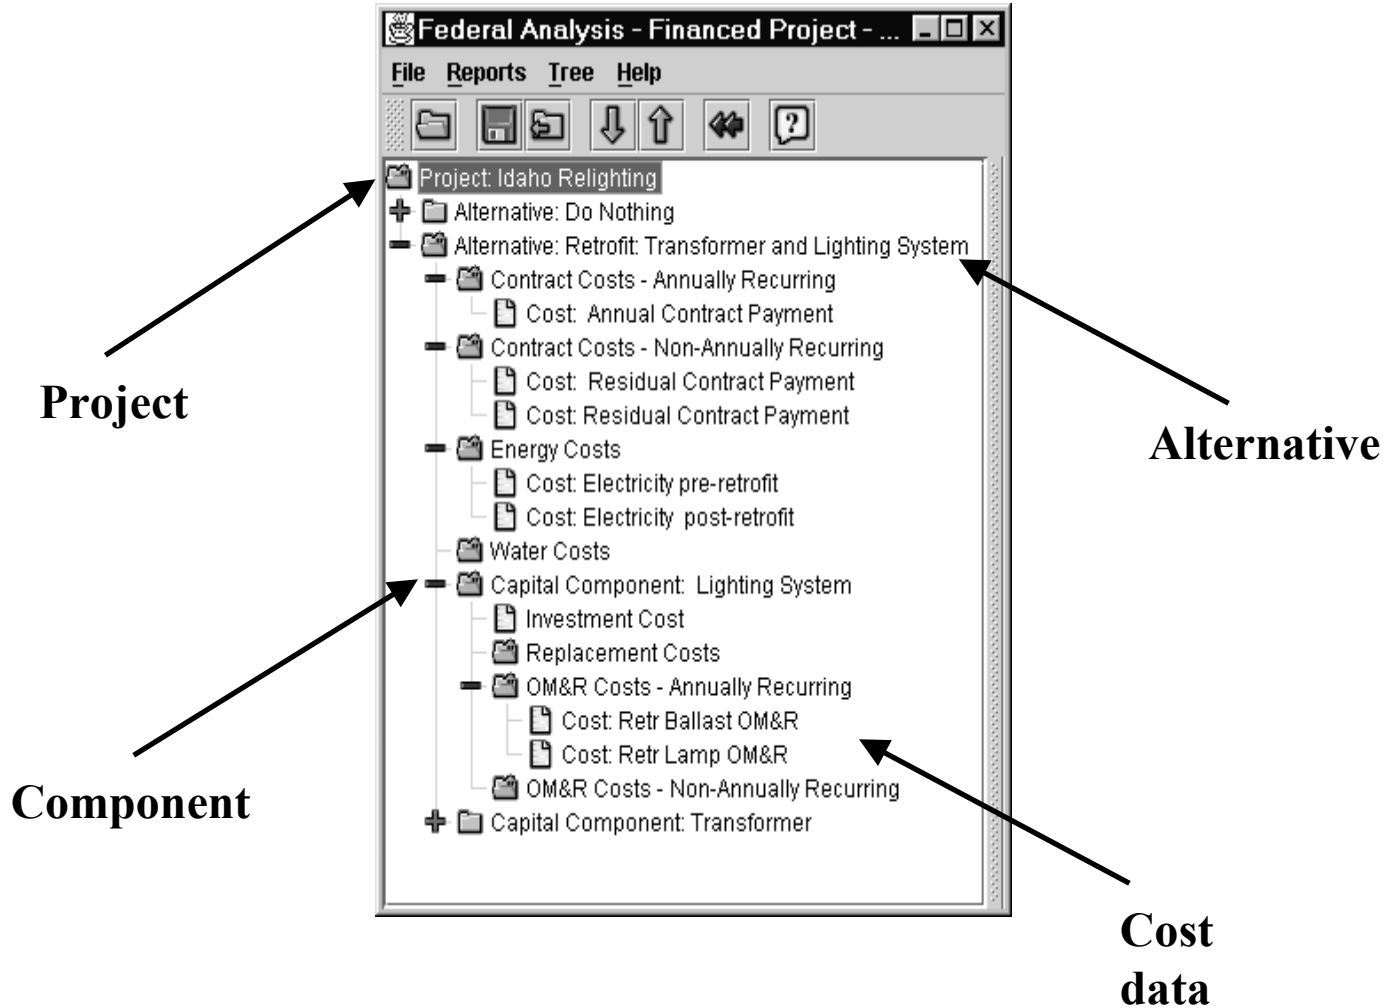 Federal Analysis - Financed Project - ...
File Reports Tree Help
Project: Idaho Relighting
Alternative: Do Nothing
Alternative: Retrofit: Transformer and Lighting System
Contract Costs - Annually Recurring
Cost: Annual Contract Payment
Contract Costs - Non-Annually Recurring
Cost: Residual Contract Payment
Cost: Residual Contract Payment
Energy Costs
Cost: Electricity pre-retrofit
Cost: Electricity post-retrofit
Water Costs
Capital Component: Lighting System
Investment Cost
Replacement Costs
OM&R Costs - Annually Recurring
Cost: Retr Ballast OM&R
Cost: Retr Lamp OM&R
OM&R Costs - Non-Annually Recurring
Capital Component: Transformer
Project
Alternative
Component
Cost
data